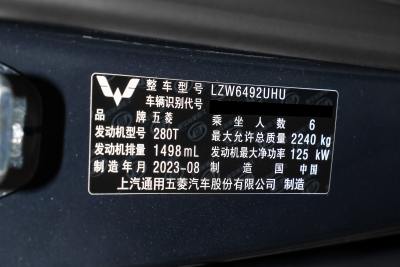 整车型号 LZW6492UHU
车辆识别代号
品牌 五菱 乘坐人数 6
发动机型号 280T 最大允许总质量 2240 kg
发动机排量 1498 mL 发动机最大净功率 125 kW
制造年月 2023-08 制造国 中国
上汽通用五菱汽车股份有限公司 制造